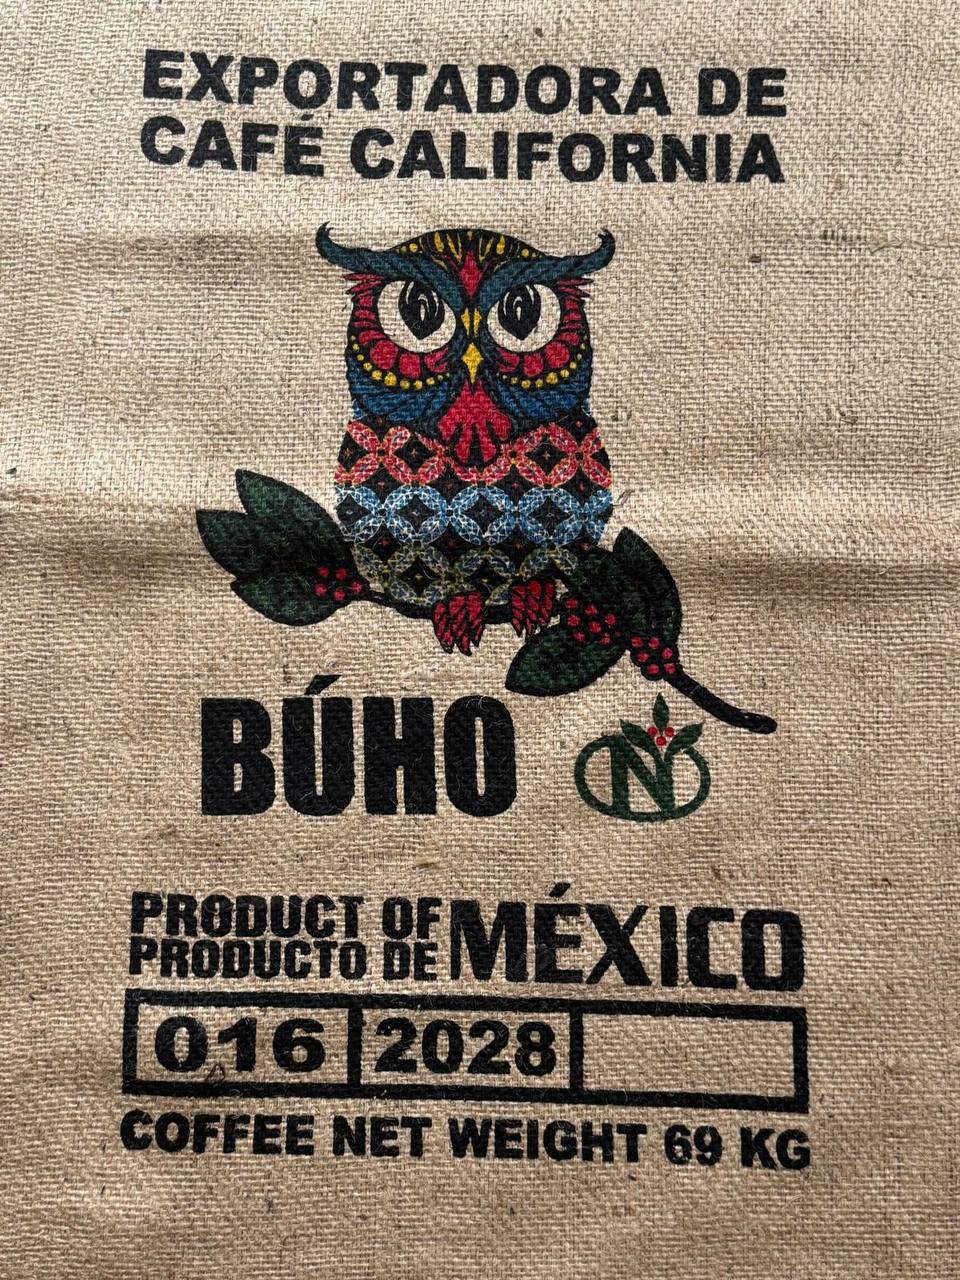 EXPORTADORA DE
CAFÉ CALIFORNIA
BÚHO
N
PRODUCT OF
PRODUCTO DE
MÉXICO
016 2028
COFFEE NET WEIGHT 69 KG